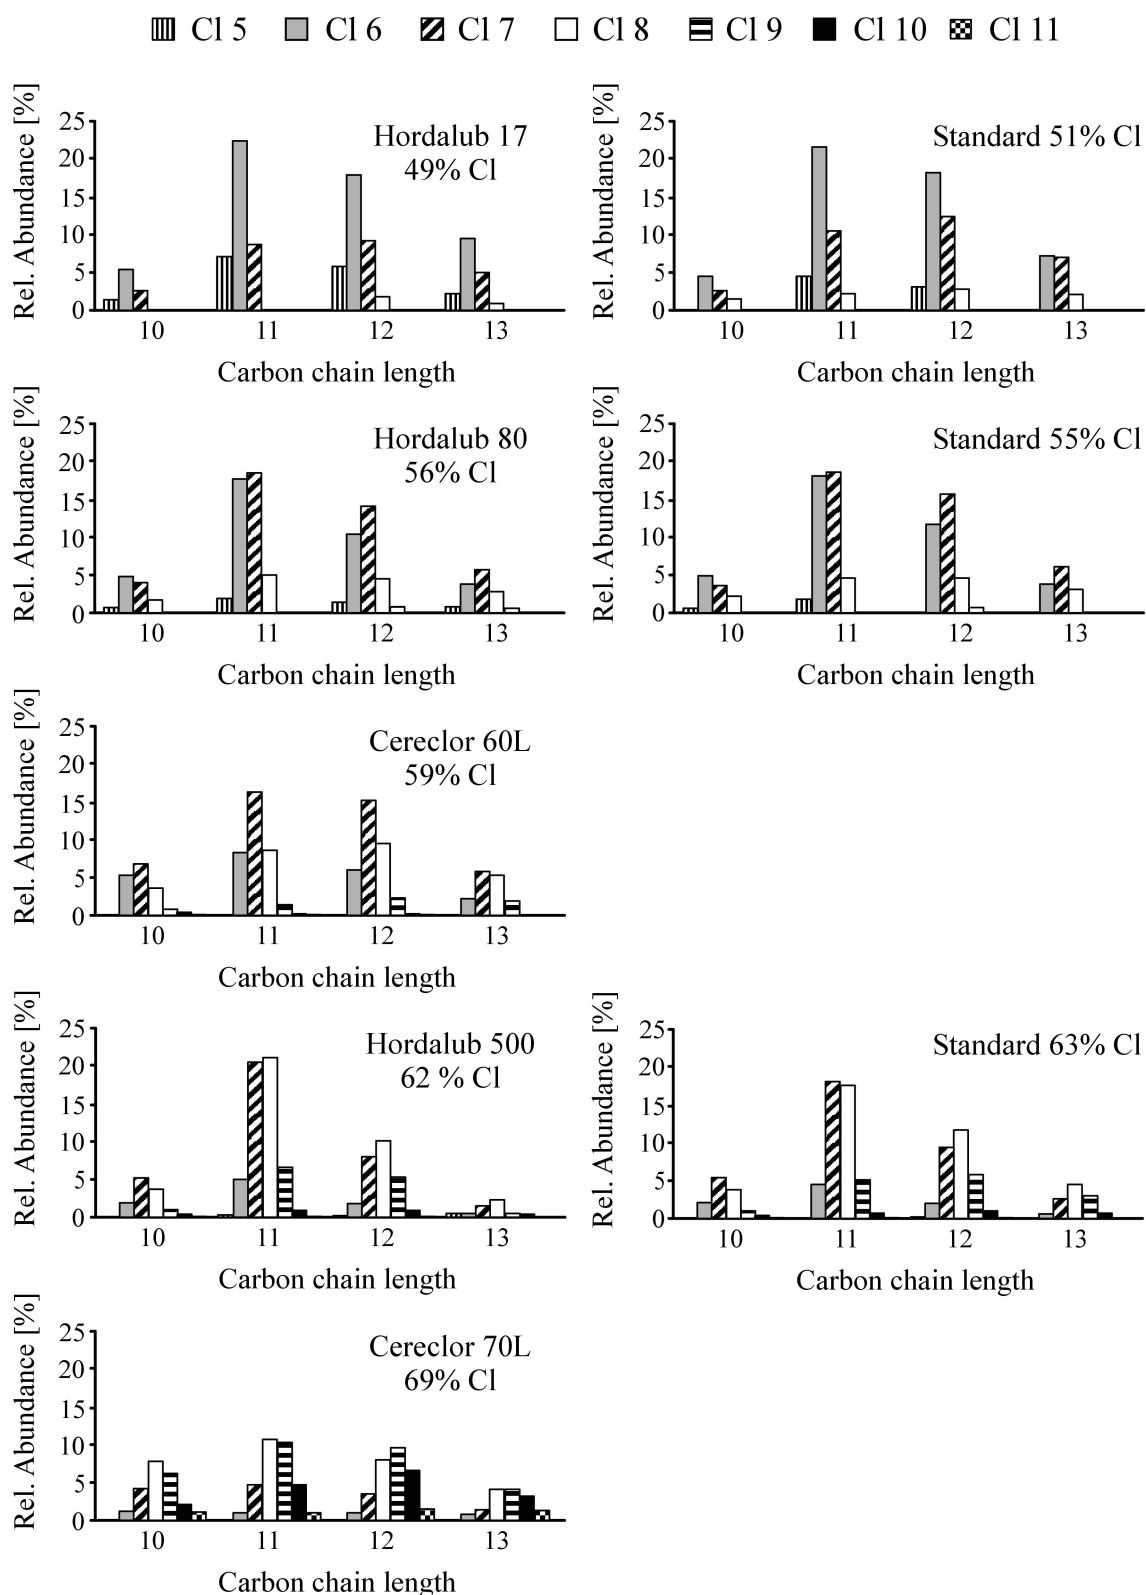 Cl 5 Cl 6 Cl 7 Cl 8 Cl 9 Cl 10 Cl 11
Rel. Abundance [%]
25
20
15
10
5
0
Hordalub 17
49% Cl
10 11 12 13
Carbon chain length
Rel. Abundance [%]
25
20
15
10
5
0
Standard 51% Cl
10 11 12 13
Carbon chain length
Rel. Abundance [%]
25
20
15
10
5
0
Hordalub 80
56% Cl
10 11 12 13
Carbon chain length
Rel. Abundance [%]
25
20
15
10
5
0
Standard 55% Cl
10 11 12 13
Carbon chain length
Rel. Abundance [%]
25
20
15
10
5
0
Cereclor 60L
59% Cl
10 11 12 13
Carbon chain length
Rel. Abundance [%]
25
20
15
10
5
0
Hordalub 500
62 % Cl
10 11 12 13
Carbon chain length
Rel. Abundance [%]
25
20
15
10
5
0
Standard 63% Cl
10 11 12 13
Carbon chain length
Rel. Abundance [%]
25
20
15
10
5
0
Cereclor 70L
69% Cl
10 11 12 13
Carbon chain length